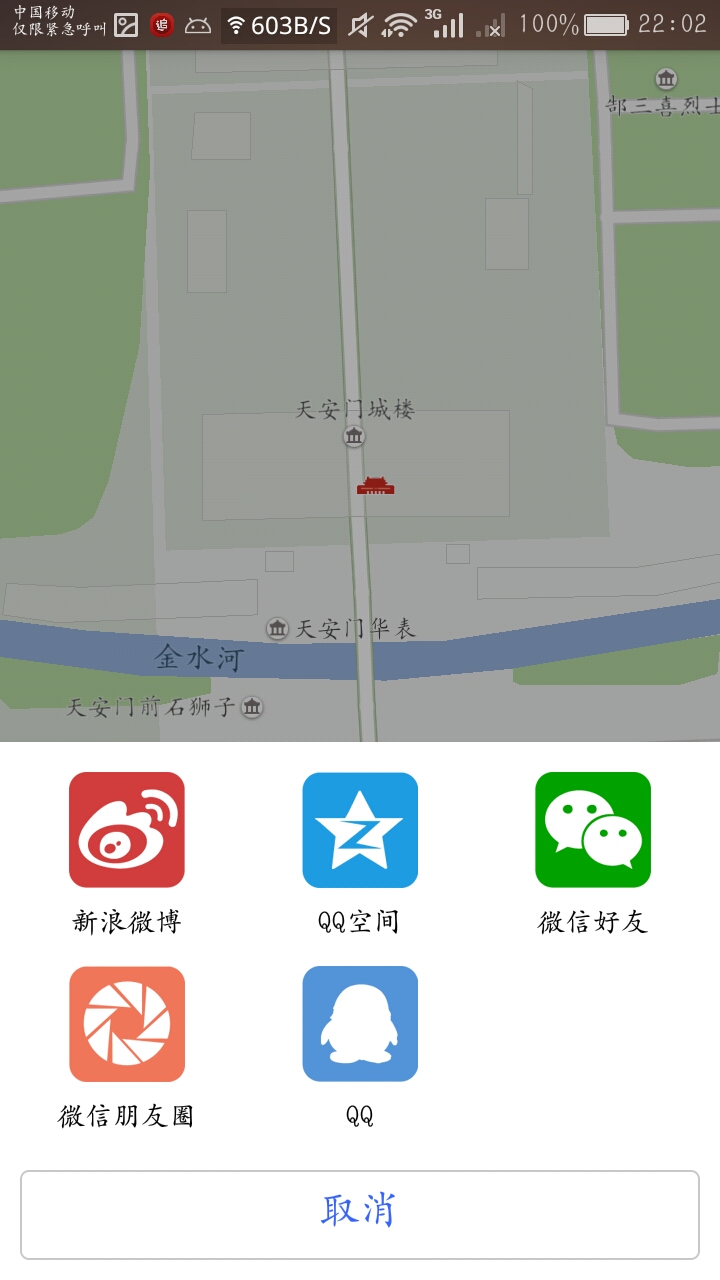 中国移动
仅限紧急呼叫
追
603B/S
3G
100%
22:02
郜三喜烈士
天安门城楼
天安门华表
金水河
天安门前石狮子
新浪微博
QQ空间
微信好友
微信朋友圈
QQ
取消